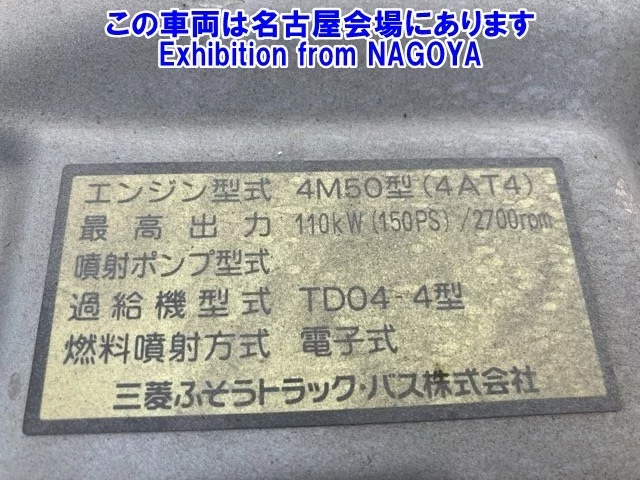 この車両は名古屋会場にあります
Exhibition from NAGOYA
エンジン型式 4M50型(4AT4)
最高出力 110kW(150PS)/2700rpm
噴射ポンプ型式
過給機型式 TD04-4型
燃料噴射方式 電子式
三菱ふそうトラック・バス株式会社